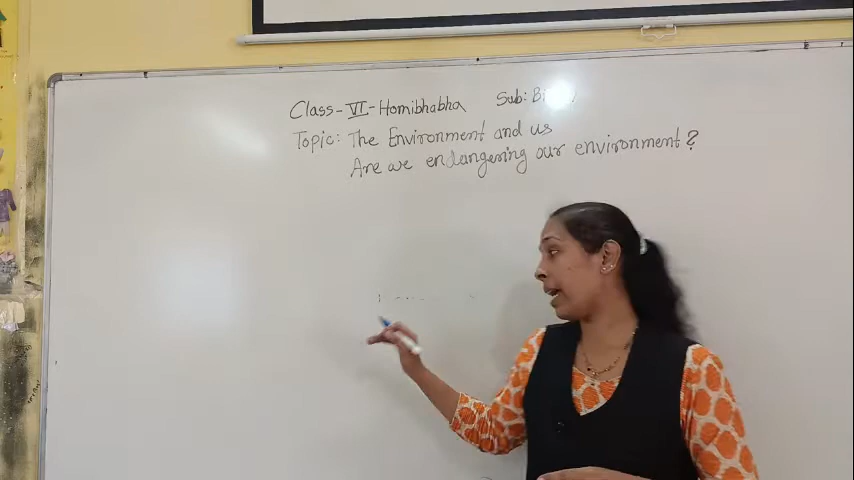 Class-VI-Homibhabha Sub:
Topic: The Environment and us
Are we endangering our environment?